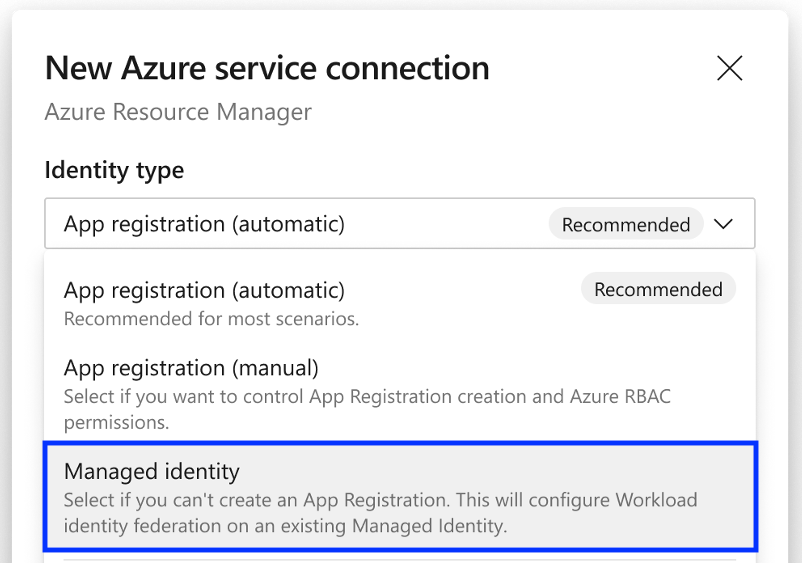 New Azure service connection
Azure Resource Manager
Identity type
App registration (automatic) Recommended
App registration (automatic) Recommended
Recommended for most scenarios.
App registration (manual)
Select if you want to control App Registration creation and Azure RBAC
permissions.
Managed identity
Select if you can't create an App Registration. This will configure Workload
identity federation on an existing Managed Identity.